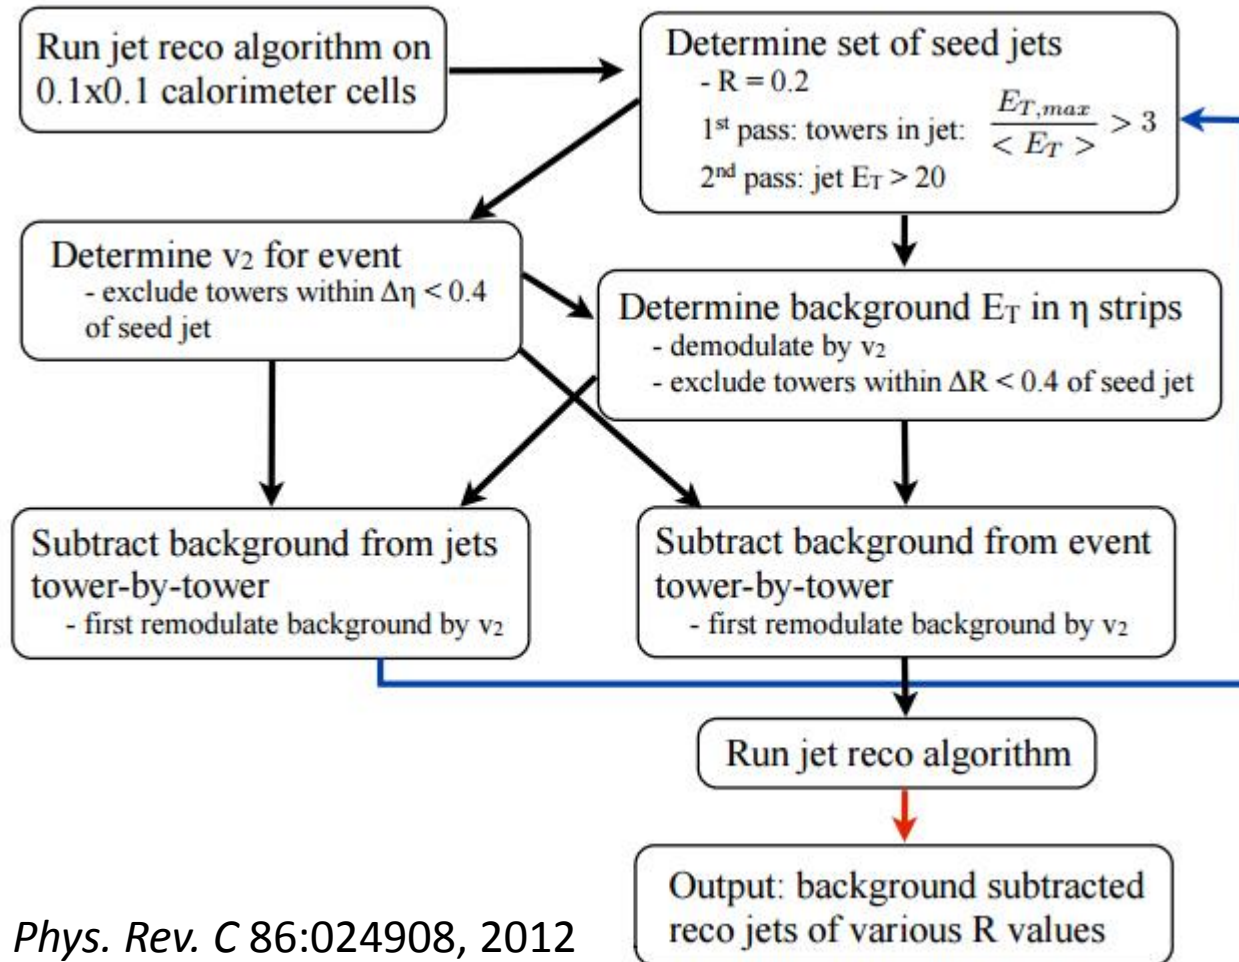 Run jet reco algorithm on
0.1x0.1 calorimeter cells
Determine set of seed jets
- R = 0.2
1st pass: towers in jet: E_{T,max} / < E_T > > 3
2nd pass: jet E_T > 20
Determine v₂ for event
- exclude towers within Δη < 0.4
of seed jet
Determine background E_T in η strips
- demodulate by v₂
- exclude towers within ΔR < 0.4 of seed jet
Subtract background from jets
tower-by-tower
- first remodulate background by v₂
Subtract background from event
tower-by-tower
- first remodulate background by v₂
Run jet reco algorithm
Output: background subtracted
reco jets of various R values
Phys. Rev. C 86:024908, 2012